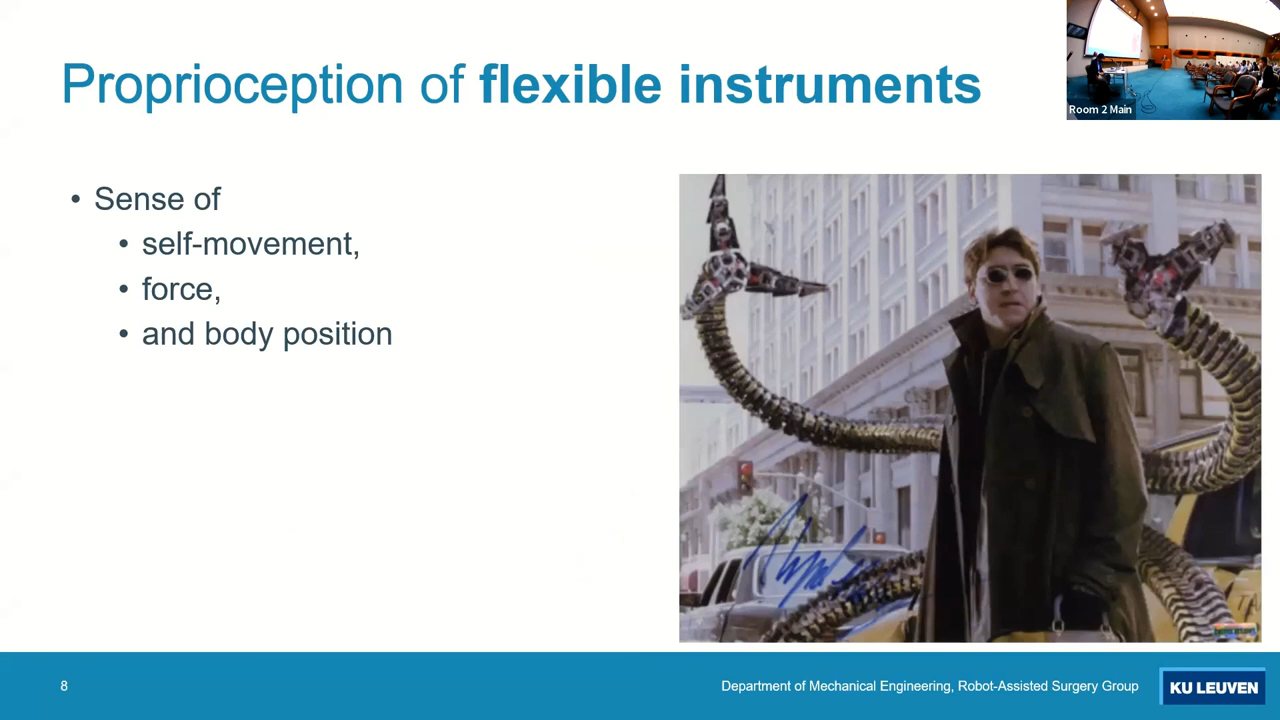 Proprioception of flexible instruments
Room 2 Main
• Sense of
• self-movement,
• force,
• and body position
8
Department of Mechanical Engineering, Robot-Assisted Surgery Group
KU LEUVEN